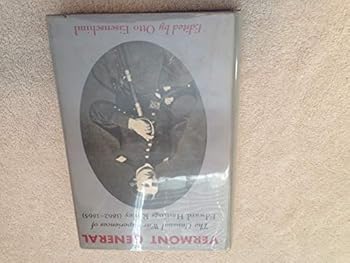 VERMONT GENERAL
The Unusual War Experiences of
Edward Hastings Ripley (1862-1865)
Edited by Otto Eisenschiml